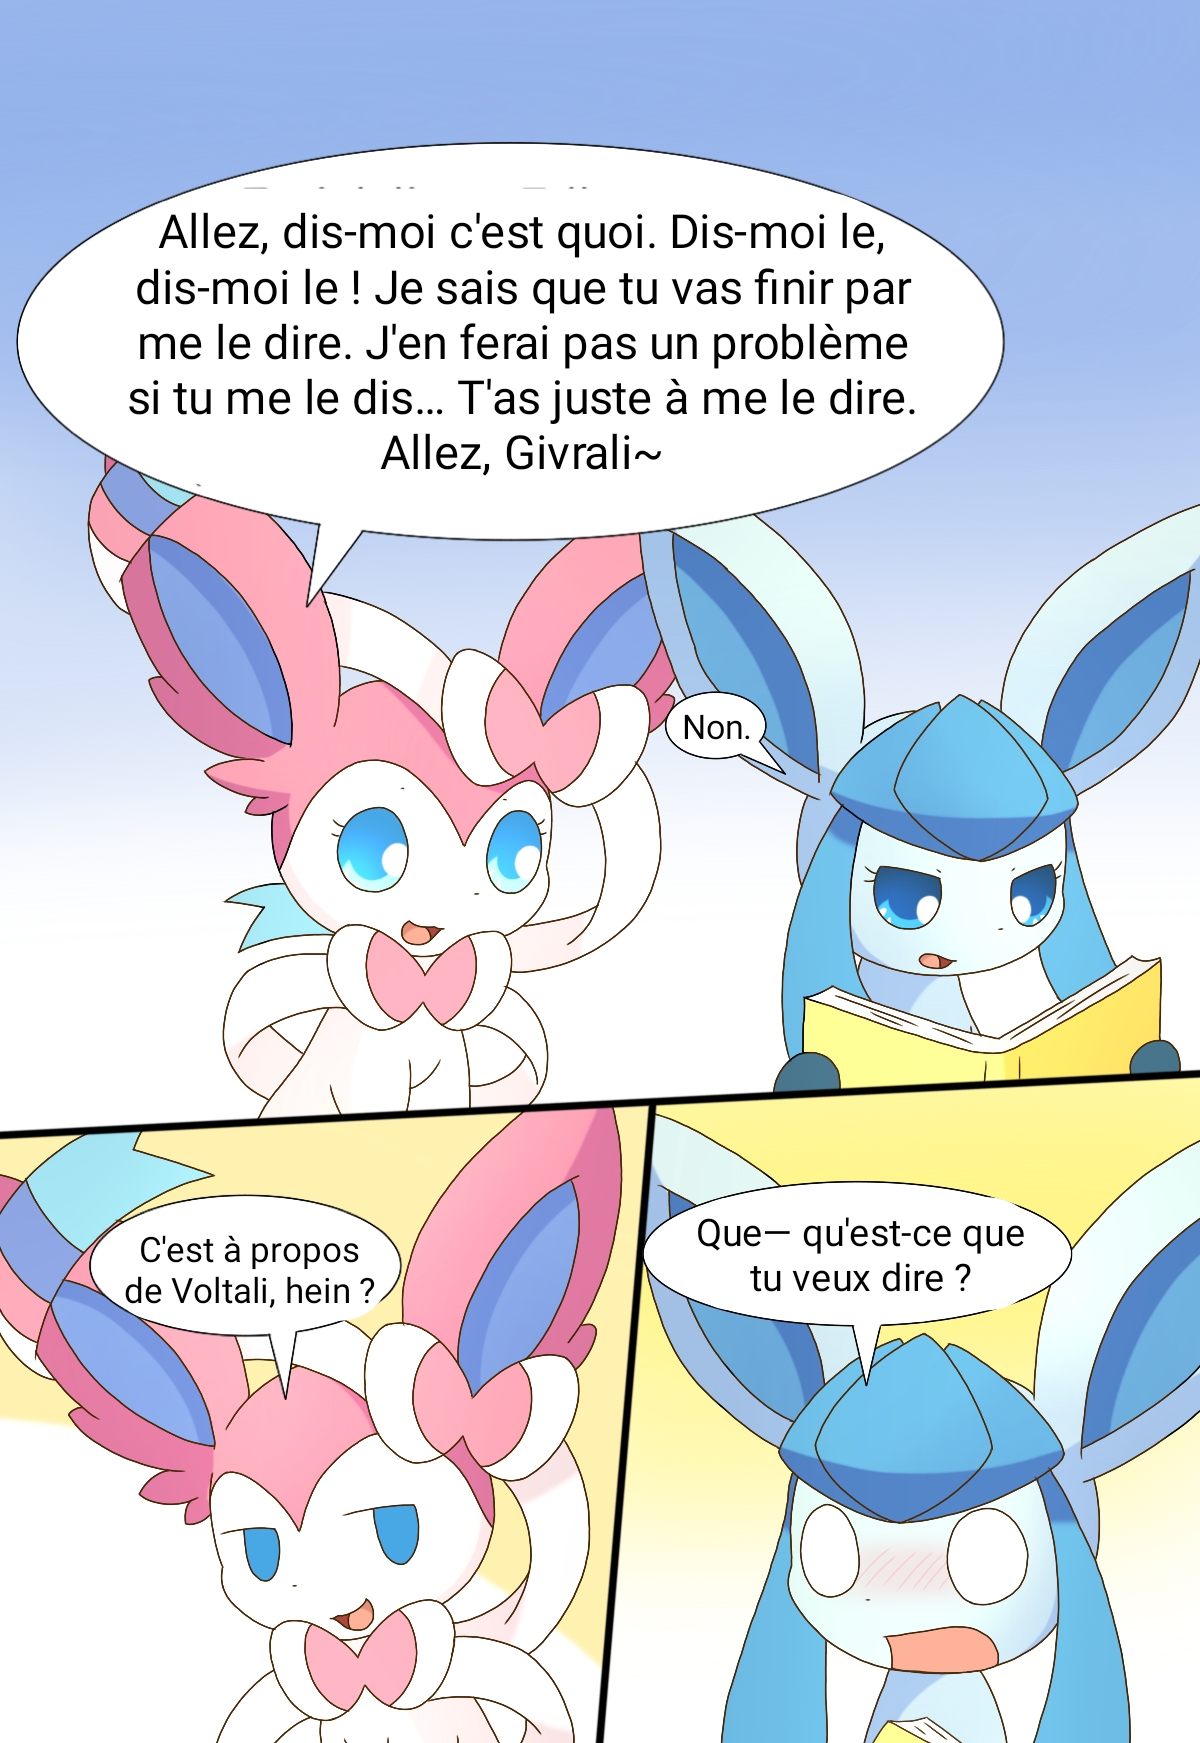 Allez, dis-moi c'est quoi. Dis-moi le,
dis-moi le ! Je sais que tu vas finir par
me le dire. J'en ferai pas un problème
si tu me le dis... T'as juste à me le dire.
Allez, Givrali~
Non.
C'est à propos
de Voltali, hein ?
Que— qu'est-ce que
tu veux dire ?